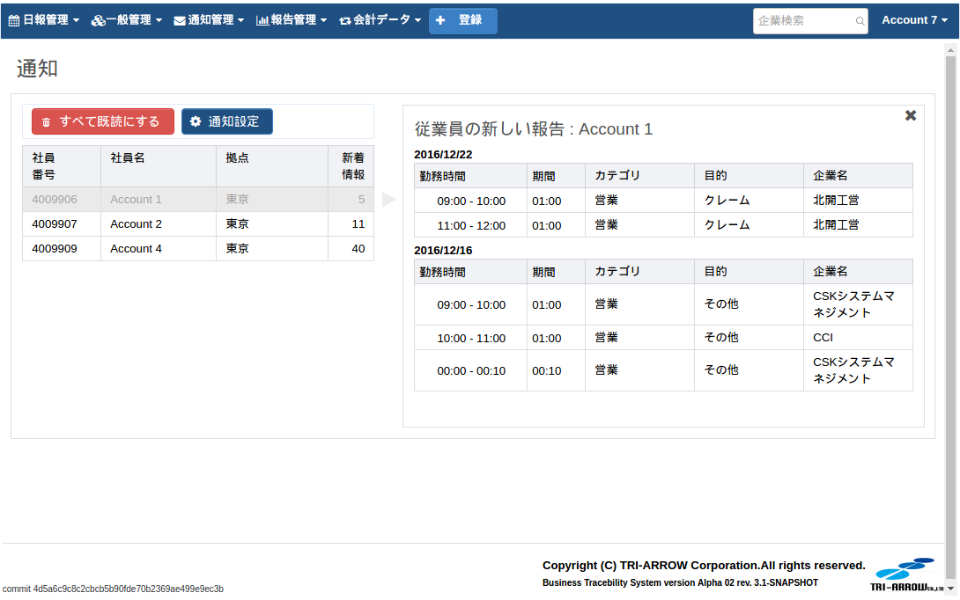 日報管理 一般管理 通知管理 報告管理 会計データ + 登録 企業検索 Account 7
通知
すべて既読にする 通知設定
社員番号 社員名 拠点 新着情報
4009906 Account 1 東京 5
4009907 Account 2 東京 11
4009909 Account 4 東京 40
従業員の新しい報告 : Account 1
2016/12/22
勤務時間 期間 カテゴリ 目的 企業名
09:00 - 10:00 01:00 営業 クレーム 北開工営
11:00 - 12:00 01:00 営業 クレーム 北開工営
2016/12/16
勤務時間 期間 カテゴリ 目的 企業名
09:00 - 10:00 01:00 営業 その他 CSKシステムマネジメント
10:00 - 11:00 01:00 営業 その他 CCI
00:00 - 00:10 00:10 営業 その他 CSKシステムマネジメント
Copyright (C) TRI-ARROW Corporation.All rights reserved.
Business Tracebility System version Alpha 02 rev. 3.1-SNAPSHOT
TRI-ARROW CO.,LTD
commit 4d5a6c9c8c2cbcb5b90fde70b2369ae499e9ec3b